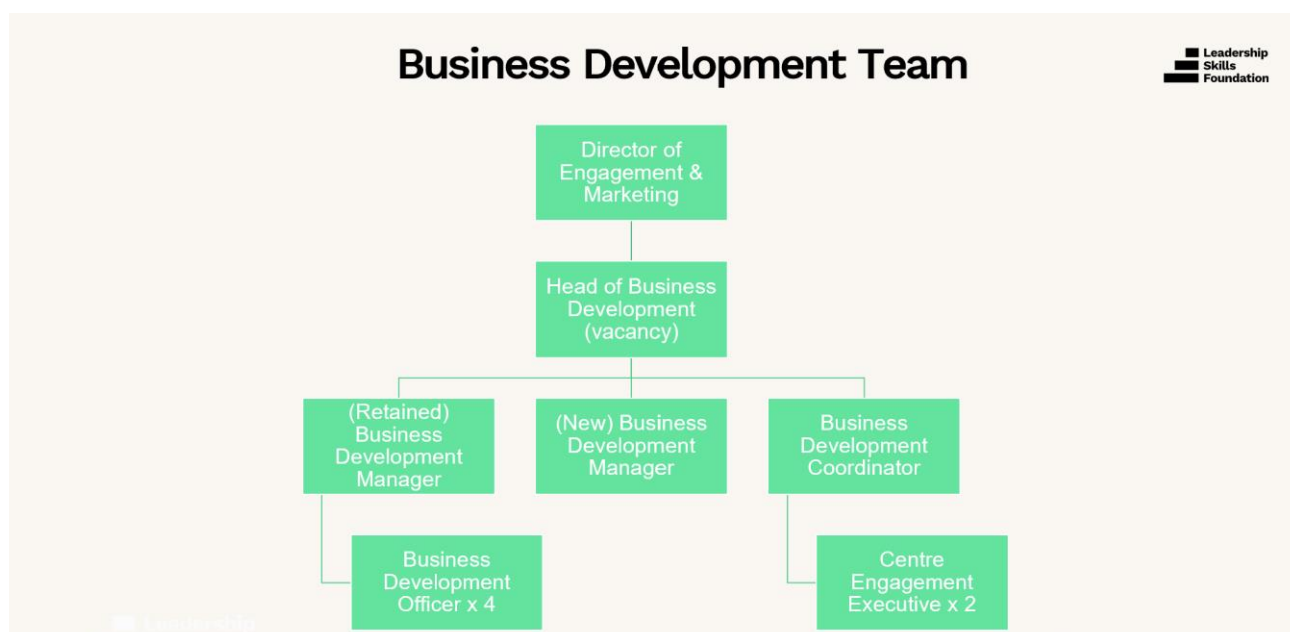 Business Development Team
Leadership
Skills
Foundation
Director of
Engagement &
Marketing
Head of Business
Development
(vacancy)
(Retained)
Business
Development
Manager
(New) Business
Development
Manager
Business
Development
Coordinator
Business
Development
Officer x 4
Centre
Engagement
Executive x 2
Leadership